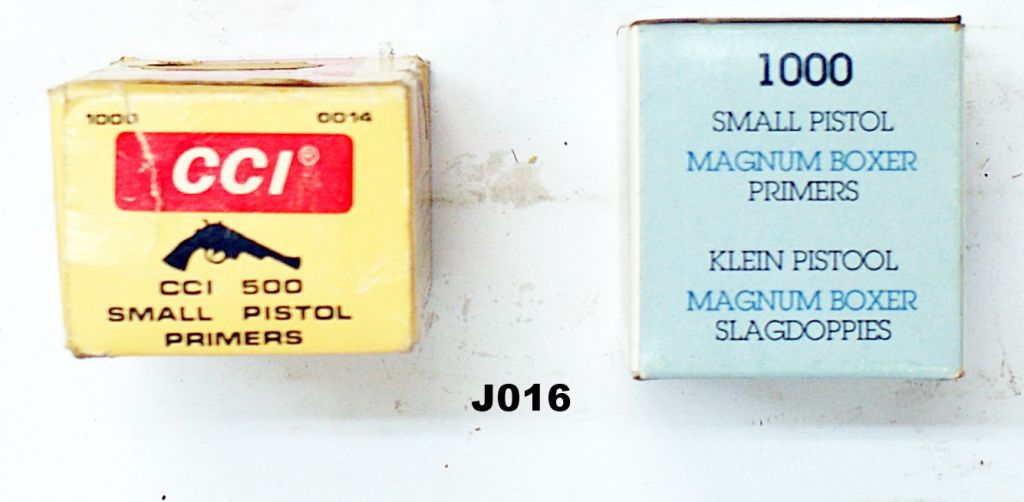 1000 0014
CCI®
CCI 500
SMALL PISTOL
PRIMERS
1000
SMALL PISTOL
MAGNUM BOXER
PRIMERS
KLEIN PISTOOL
MAGNUM BOXER
SLAGDOPPIES
J016